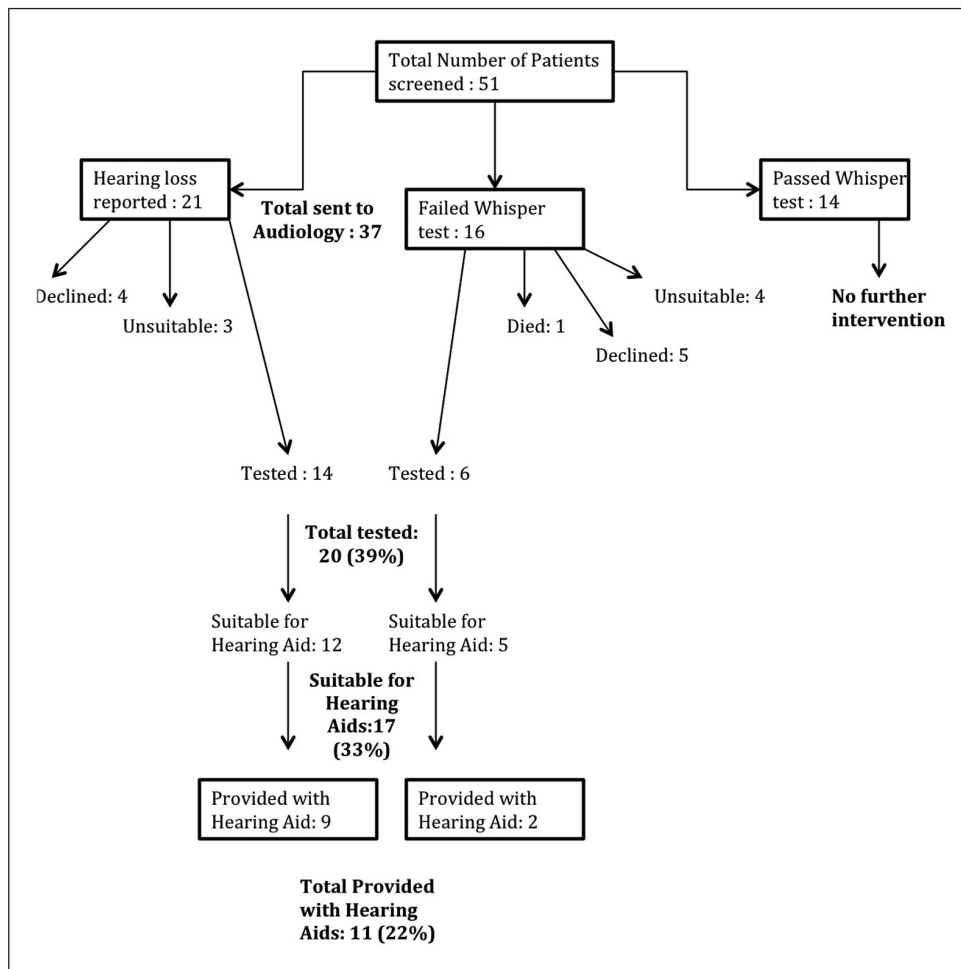 Total Number of Patients
screened : 51
Hearing loss
reported : 21
Total sent to
Audiology : 37
Failed Whisper
test : 16
Passed Whisper
test : 14
Declined: 4
Unsuitable: 3
Died: 1
Declined: 5
Unsuitable: 4
No further
intervention
Tested : 14
Tested : 6
Total tested:
20 (39%)
Suitable for
Hearing Aid: 12
Suitable for
Hearing Aid: 5
Suitable for
Hearing
Aids:17
(33%)
Provided with
Hearing Aid: 9
Provided with
Hearing Aid: 2
Total Provided
with Hearing
Aids: 11 (22%)